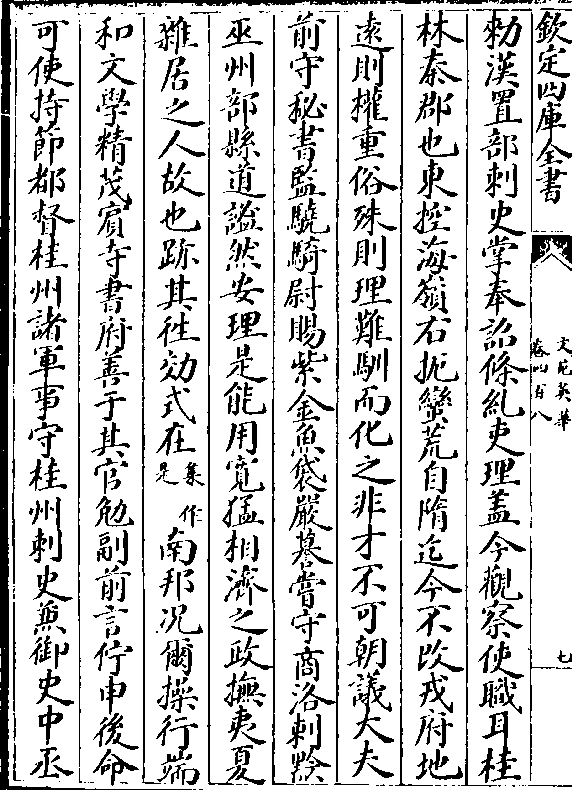 欽定四庫全書
文苑英華
卷四百八
七
勅漢置部刺史掌奉詔條糾吏理蓋今觀察使職耳桂
林秦郡也東控海嶺右扼蠻荒自隋迄今不改戎府地
遠則權重俗殊則理難馴而化之非才不可朝議大夫
前守秘書監驍騎尉賜紫金魚袋嚴謩嘗守商洛剌黔
巫州部縣道謐然安理是能用寛猛相濟之政撫夷夏
雜居之人故也跡其徃効式在集作是南邦况爾操行端
和文學精茂賔寺書府善于其官勉副前言佇申後命
可使持節都督桂州諸軍事守桂州剌史兼御史中丞